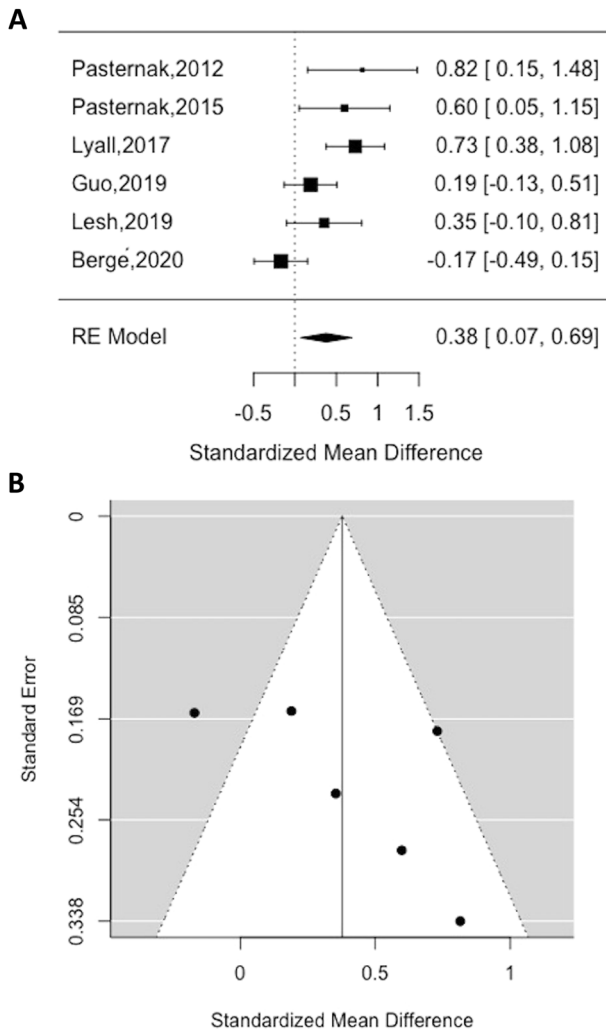 A
Pasternak,2012 0.82 [ 0.15, 1.48]
Pasternak,2015 0.60 [ 0.05, 1.15]
Lyall,2017 0.73 [ 0.38, 1.08]
Guo,2019 0.19 [-0.13, 0.51]
Lesh,2019 0.35 [-0.10, 0.81]
Bergé,2020 -0.17 [-0.49, 0.15]
RE Model 0.38 [ 0.07, 0.69]
-0.5 0.5 1 1.5
Standardized Mean Difference
B
0
0.085
0.169
0.254
0.338
Standard Error
0 0.5 1
Standardized Mean Difference